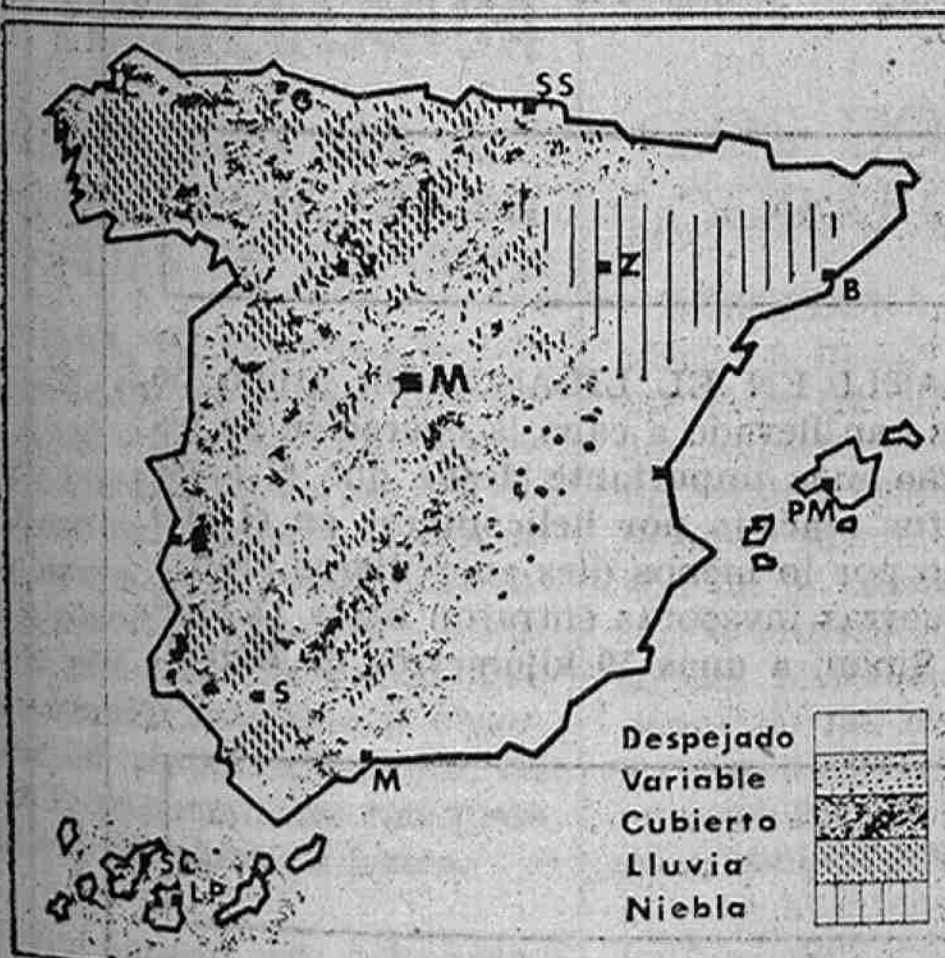 SS
G
Z
B
M
PM
S
M
SC
LP
Despejado
Variable
Cubierto
Lluvia
Niebla